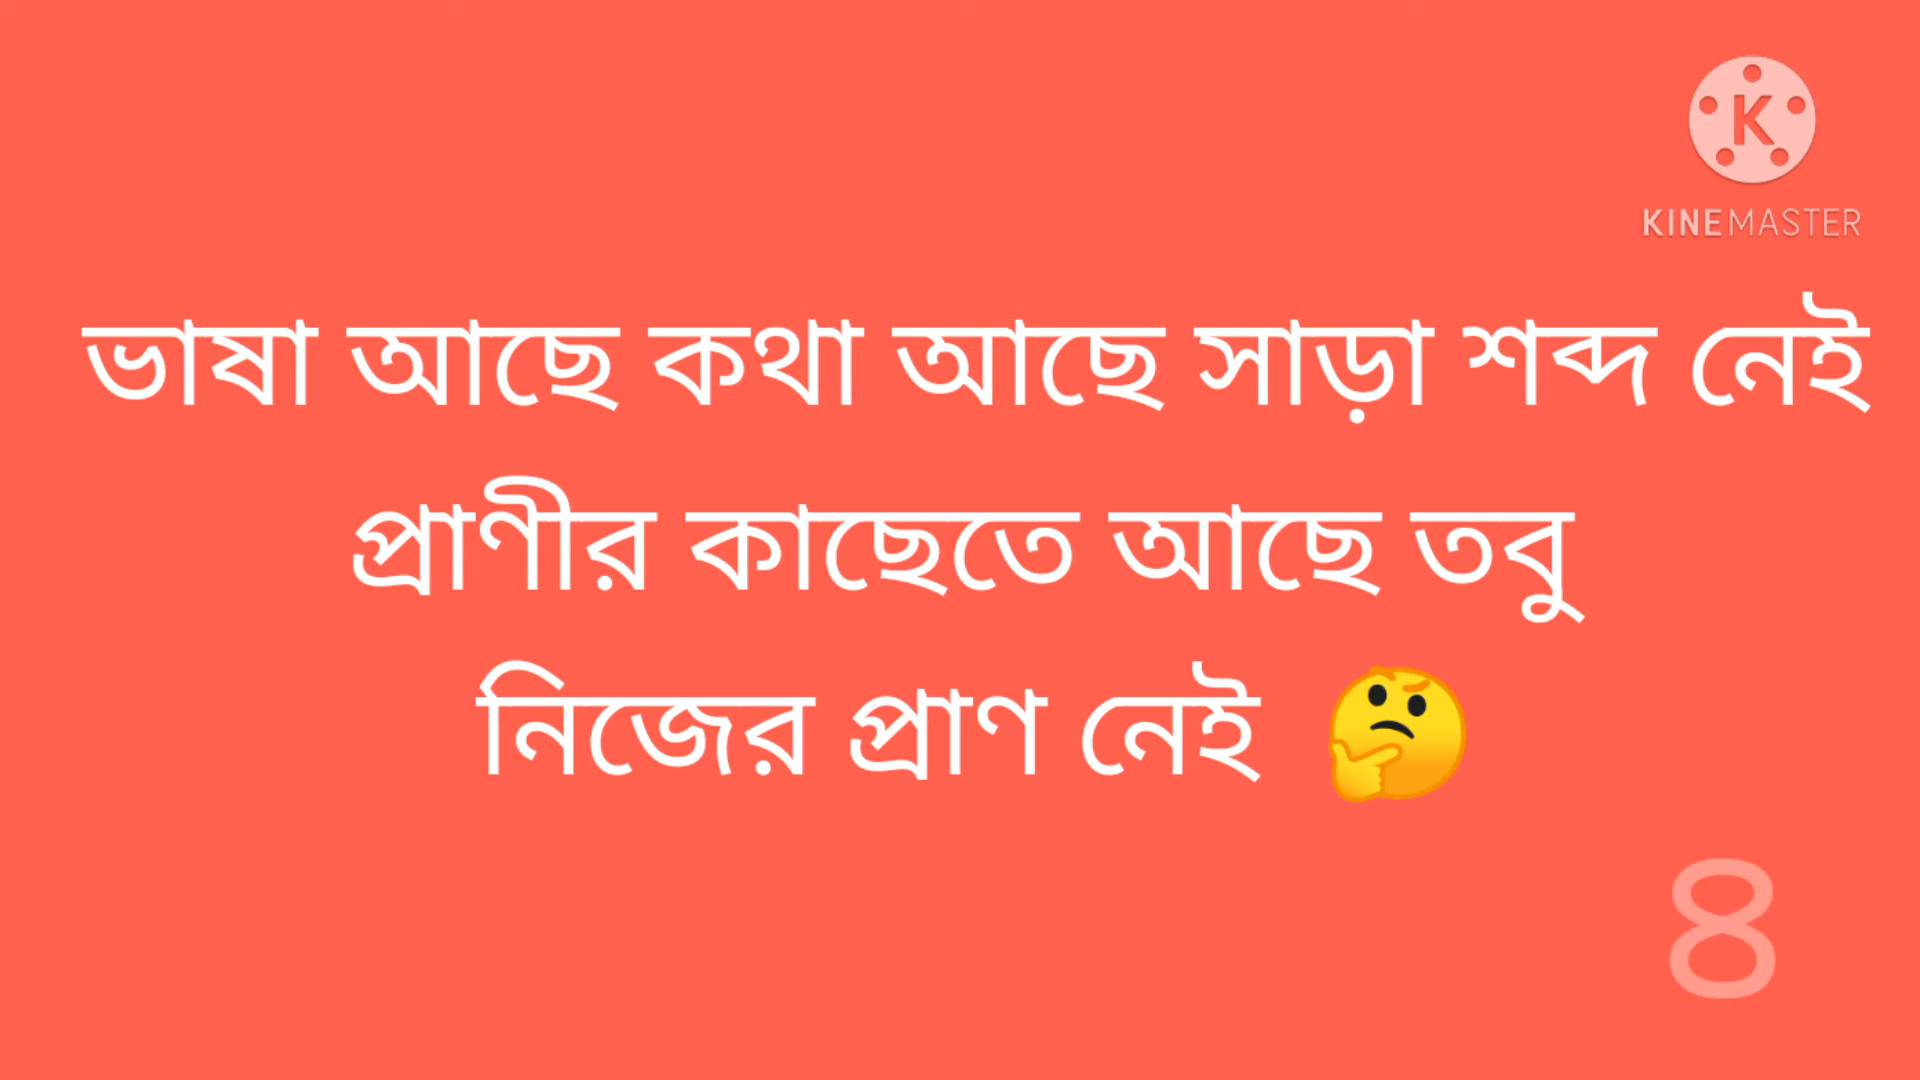 KINEMASTER
ভাষা আছে কথা আছে সাড়া শব্দ নেই
প্রাণীর কাছেতে আছে তবু
নিজের প্রাণ নেই 🤔
8